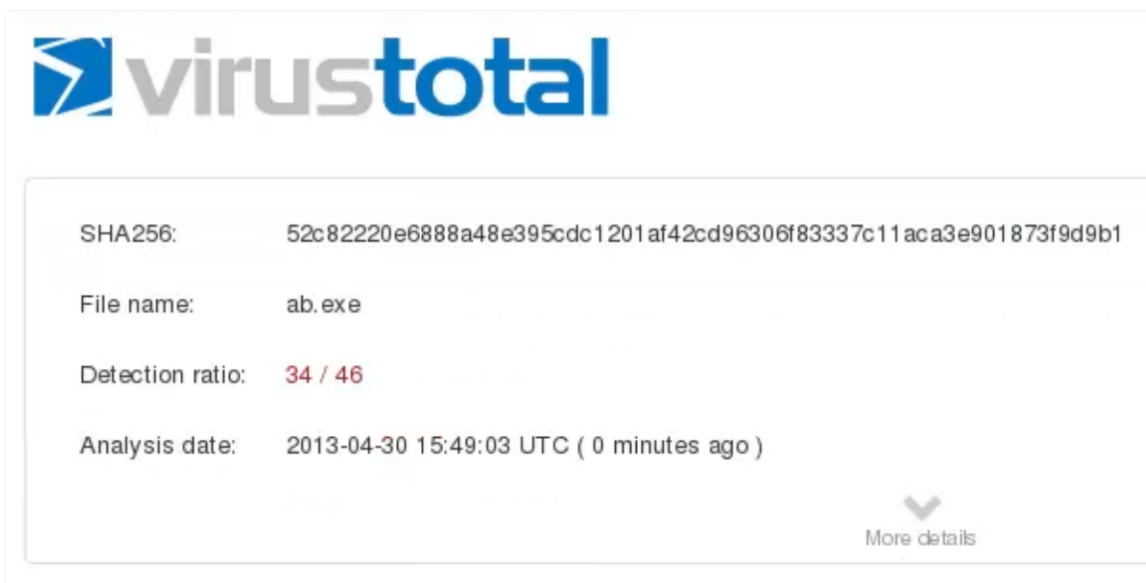 virustotal
SHA256: 52c82220e6888a48e395cdc1201af42cd96306f83337c11aca3e901873f9d9b1
File name: ab.exe
Detection ratio: 34 / 46
Analysis date: 2013-04-30 15:49:03 UTC ( 0 minutes ago )
More details